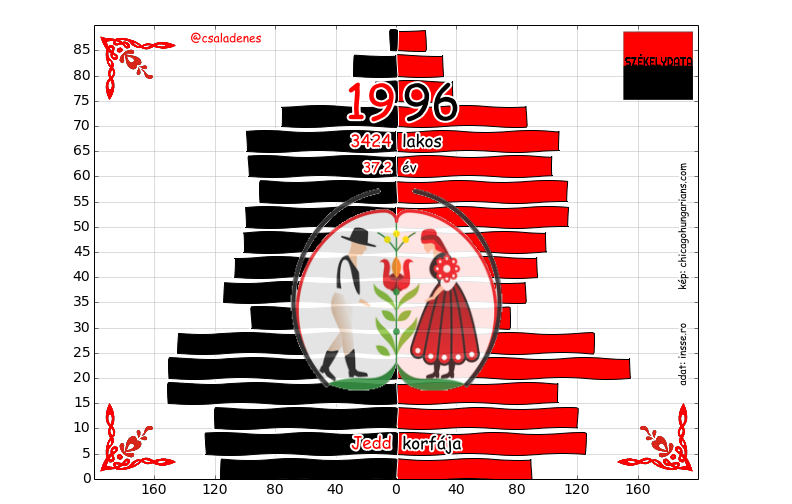 @csaladenes
SZÉKELYDATA
1996
3424 lakos
37.2 év
kép: chicagohungarians.com
adat: insse.ro
Jedd korfája
85
80
75
70
65
60
55
50
45
40
35
30
25
20
15
10
5
0
160 120 80 40 0 40 80 120 160